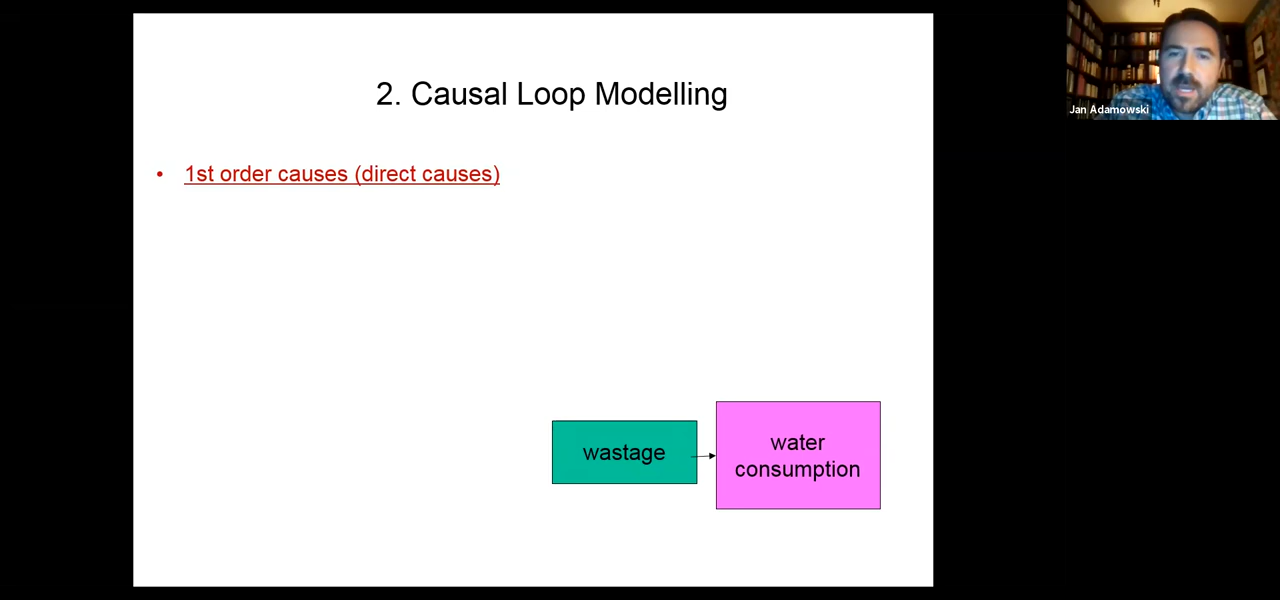 2. Causal Loop Modelling
Jan Adamowski
• 1st order causes (direct causes)
wastage
water
consumption